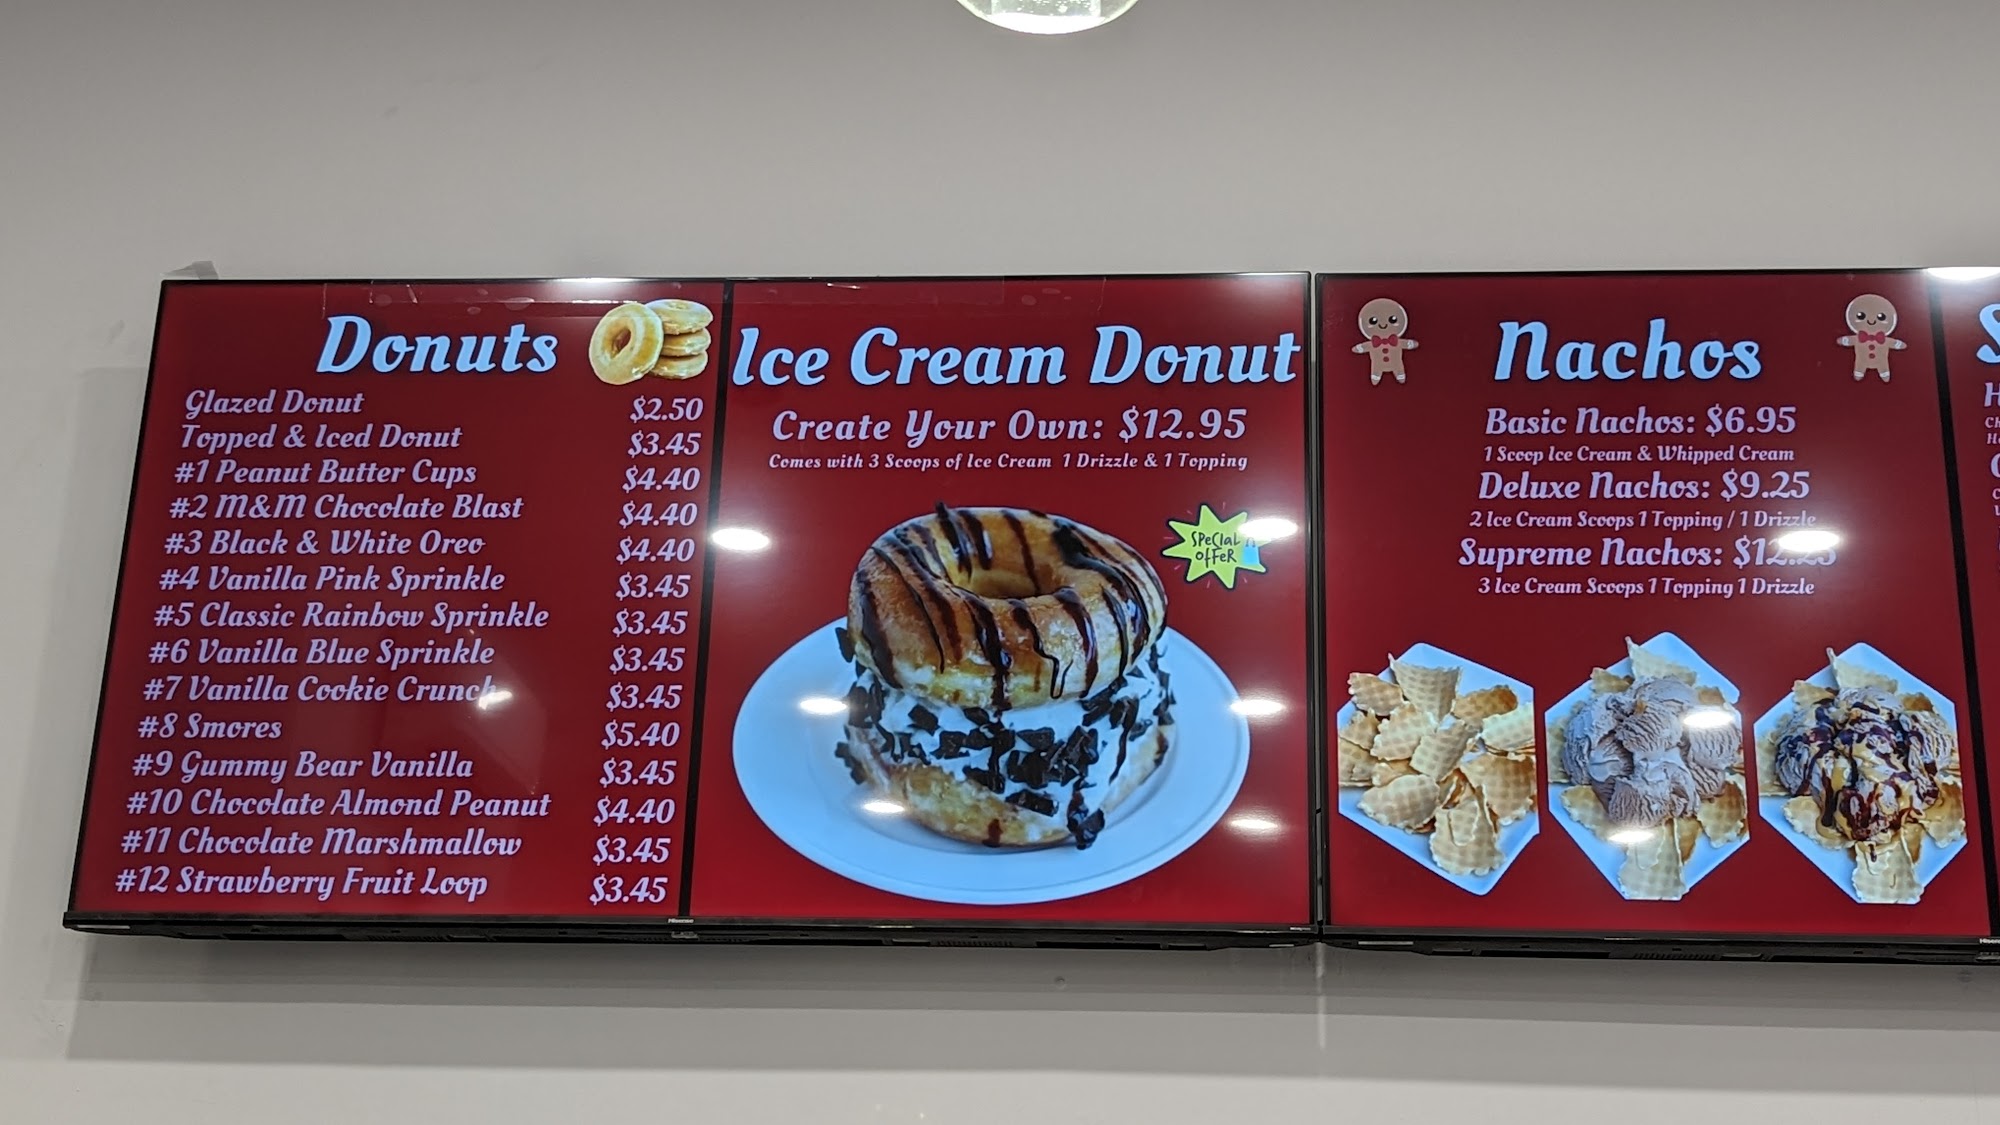 Donuts
Glazed Donut $2.50
Topped & Iced Donut $3.45
#1 Peanut Butter Cups $4.40
#2 M&M Chocolate Blast $4.40
#3 Black & White Oreo $4.40
#4 Vanilla Pink Sprinkle $3.45
#5 Classic Rainbow Sprinkle $3.45
#6 Vanilla Blue Sprinkle $3.45
#7 Vanilla Cookie Crunch $3.45
#8 Smores $5.40
#9 Gummy Bear Vanilla $3.45
#10 Chocolate Almond Peanut $4.40
#11 Chocolate Marshmallow $3.45
#12 Strawberry Fruit Loop $3.45
Ice Cream Donut
Create Your Own: $12.95
Comes with 3 Scoops of Ice Cream 1 Drizzle & 1 Topping
Special
offer
Nachos
Basic Nachos: $6.95
1 Scoop Ice Cream & Whipped Cream
Deluxe Nachos: $9.25
2 Ice Cream Scoops 1 Topping / 1 Drizzle
Supreme Nachos:
3 Ice Cream Scoops 1 Topping 1 Drizzle
Hisense